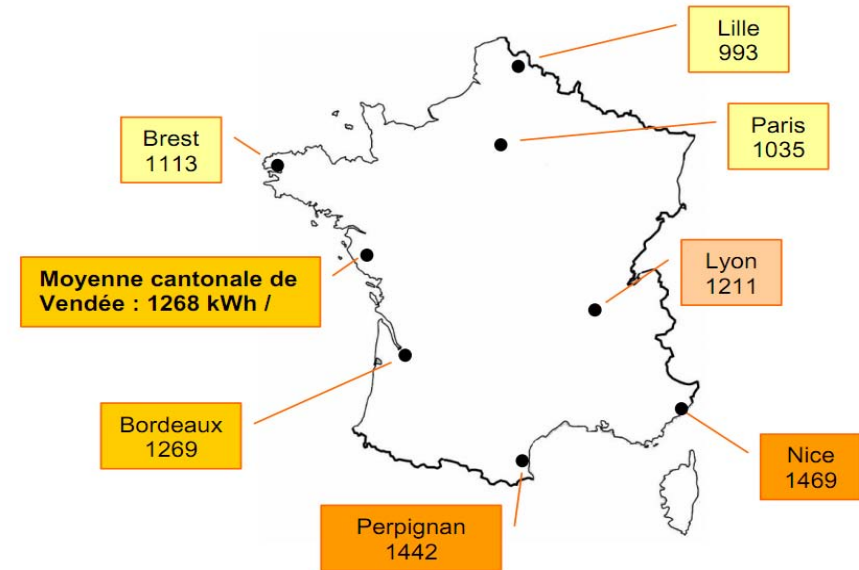 Lille
993
Paris
1035
Brest
1113
Moyenne cantonale de
Vendée : 1268 kWh /
Lyon
1211
Bordeaux
1269
Nice
1469
Perpignan
1442